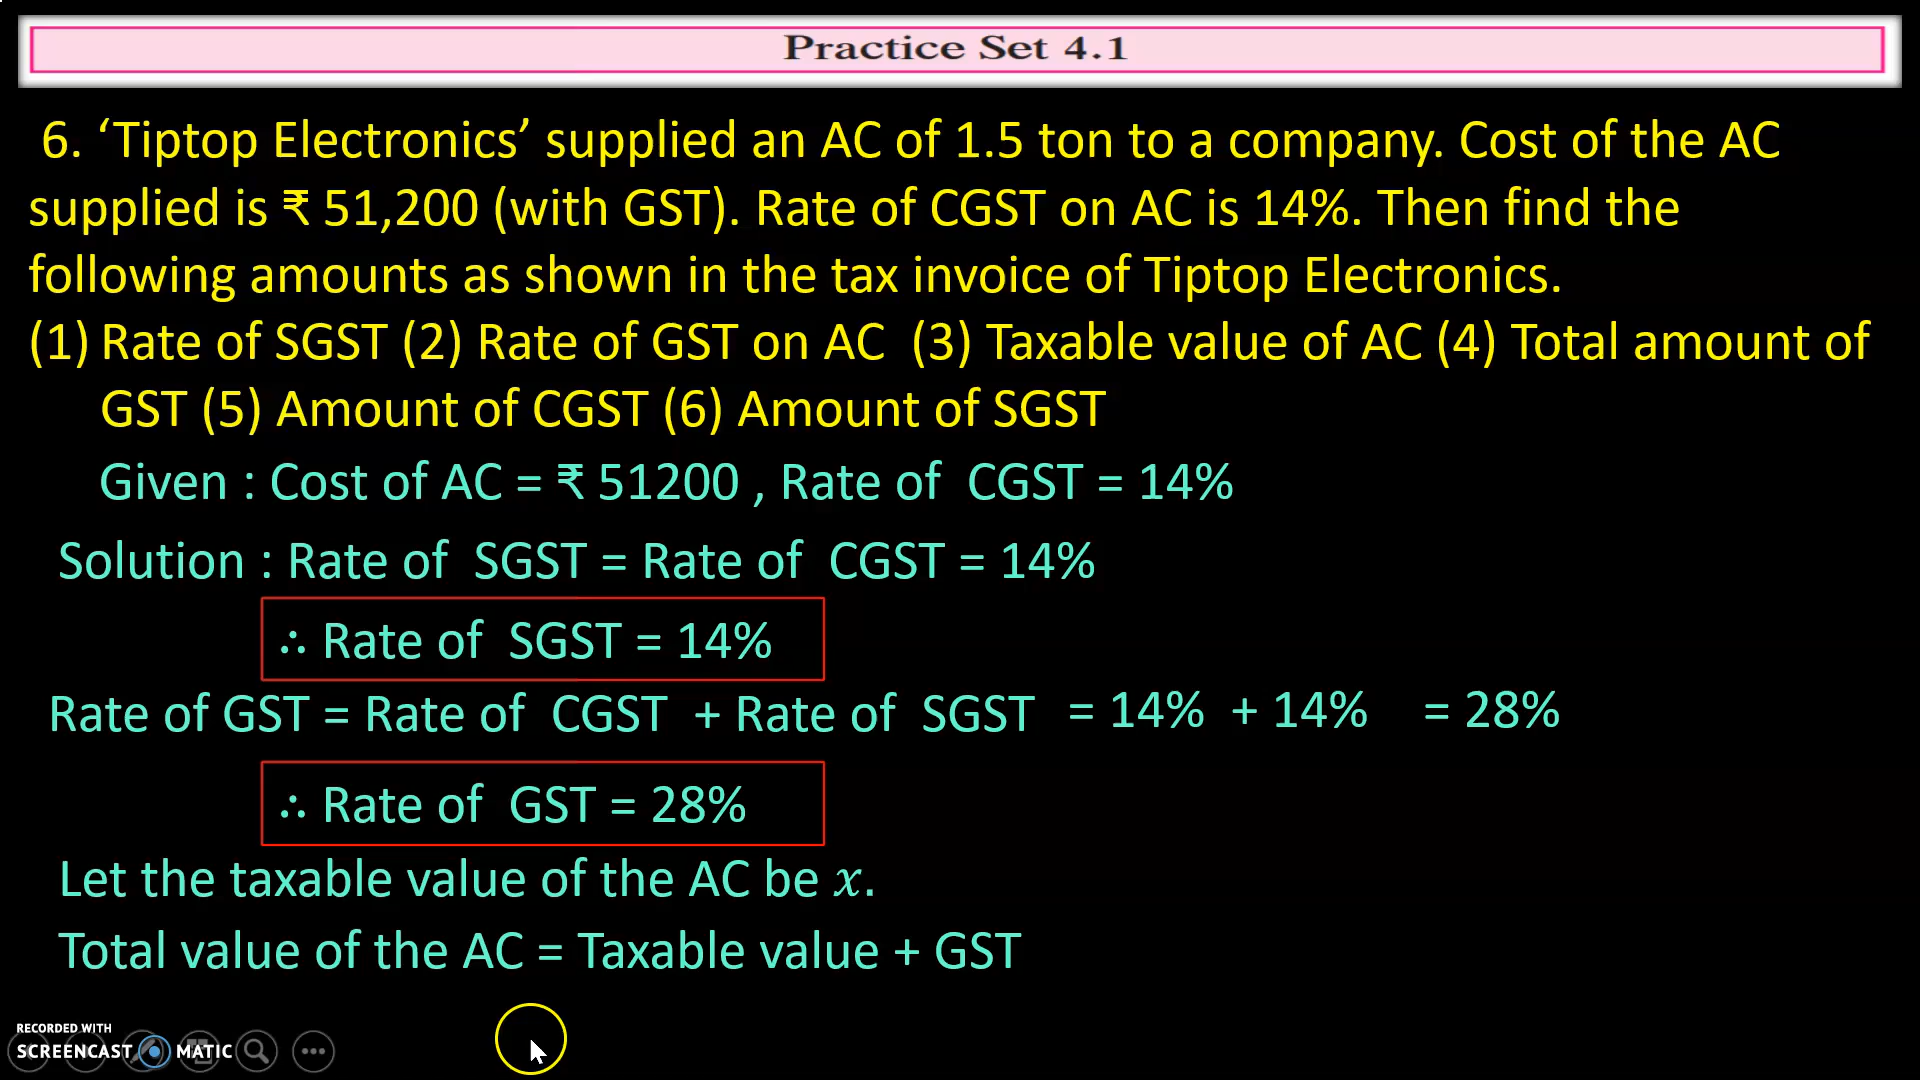 Practice Set 4.1
6. ‘Tiptop Electronics’ supplied an AC of 1.5 ton to a company. Cost of the AC
supplied is ₹ 51,200 (with GST). Rate of CGST on AC is 14%. Then find the
following amounts as shown in the tax invoice of Tiptop Electronics.
(1) Rate of SGST (2) Rate of GST on AC (3) Taxable value of AC (4) Total amount of
GST (5) Amount of CGST (6) Amount of SGST
Given : Cost of AC = ₹ 51200 , Rate of CGST = 14%
Solution : Rate of SGST = Rate of CGST = 14%
∴ Rate of SGST = 14%
Rate of GST = Rate of CGST + Rate of SGST = 14% + 14% = 28%
∴ Rate of GST = 28%
Let the taxable value of the AC be 𝑥.
Total value of the AC = Taxable value + GST
RECORDED WITH
SCREENCAST MATIC